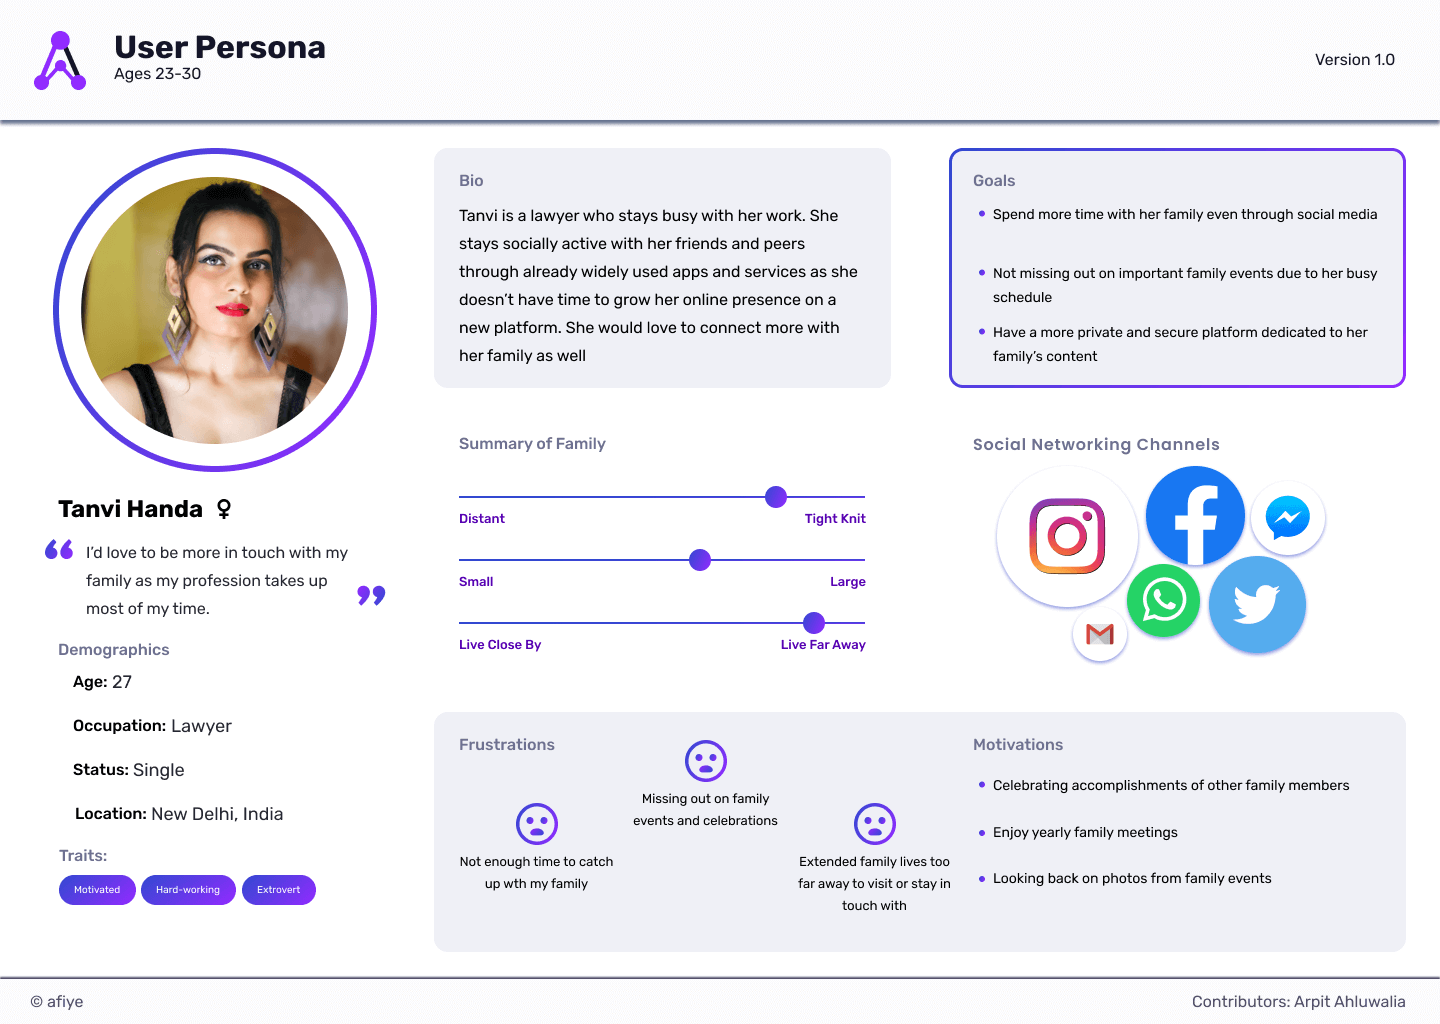 User Persona
Ages 23-30
Version 1.0
Bio
Tanvi is a lawyer who stays busy with her work. She
stays socially active with her friends and peers
through already widely used apps and services as she
doesn’t have time to grow her online presence on a
new platform. She would love to connect more with
her family as well
Goals
Spend more time with her family even through social media
Not missing out on important family events due to her busy
schedule
Have a more private and secure platform dedicated to her
family’s content
Tanvi Handa
“ I’d love to be more in touch with my
family as my profession takes up
most of my time. ”
Demographics
Age: 27
Occupation: Lawyer
Status: Single
Location: New Delhi, India
Traits:
Motivated Hard-working Extrovert
Summary of Family
Distant Tight Knit
Small Large
Live Close By Live Far Away
Social Networking Channels
Frustrations
Not enough time to catch
up wth my family
Missing out on family
events and celebrations
Extended family lives too
far away to visit or stay in
touch with
Motivations
Celebrating accomplishments of other family members
Enjoy yearly family meetings
Looking back on photos from family events
© afiye
Contributors: Arpit Ahluwalia